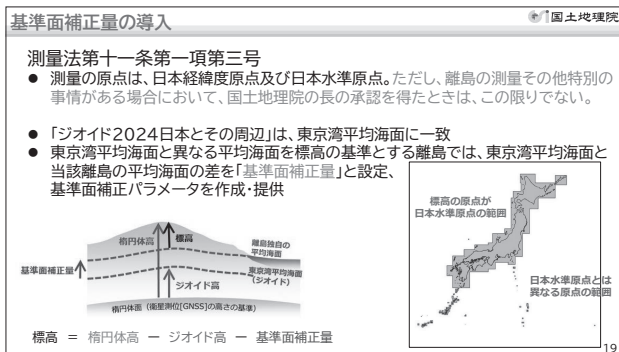 基準面補正量の導入
国土地理院
測量法第十一条第一項第三号
● 測量の原点は、日本経緯度原点及び日本水準原点。ただし、離島の測量その他特別の
事情がある場合において、国土地理院の長の承認を得たときは、この限りでない。
● 「ジオイド2024日本とその周辺」は、東京湾平均海面に一致
● 東京湾平均海面と異なる平均海面を標高の基準とする離島では、東京湾平均海面と
当該離島の平均海面の差を「基準面補正量」と設定、
基準面補正パラメータを作成・提供
楕円体高
標高
離島独自の
平均海面
基準面補正量
東京湾平均海面
(ジオイド)
ジオイド高
楕円体面（衛星測位[GNSS]の高さの基準）
標高 = 楕円体高 － ジオイド高 － 基準面補正量
標高の原点が
日本水準原点の範囲
日本水準原点とは
異なる原点の範囲
19